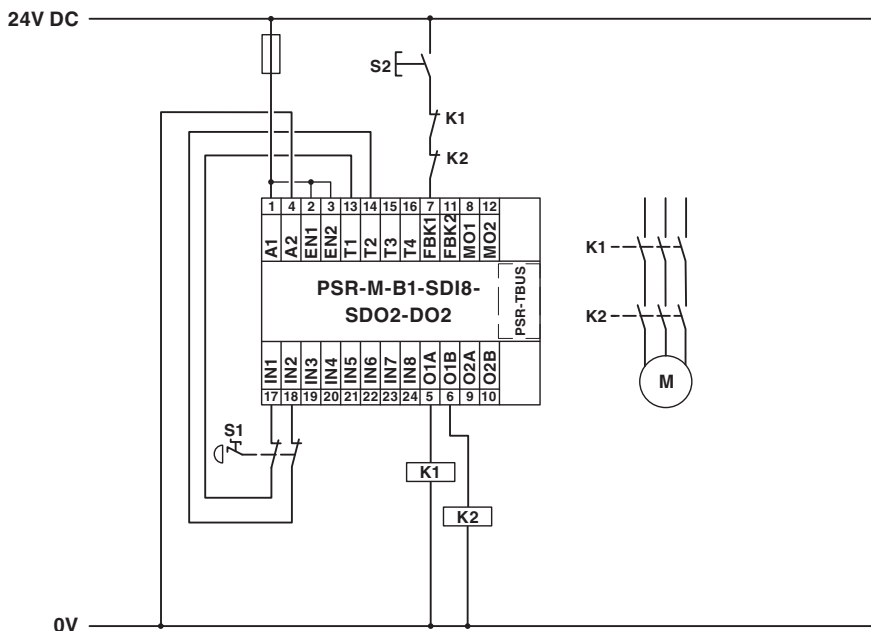 24V DC
S2
K1
K2
1 4 2 3 13 14 15 16 7 11 8 12
A1 A2 EN1 EN2 T1 T2 T3 T4 FBK1 FBK2 MO1 MO2
PSR-M-B1-SDI8-
SDO2-DO2
PSR-TBUS
IN1 IN2 IN3 IN4 IN5 IN6 IN7 IN8 O1A O1B O2A O2B
17 18 19 20 21 22 23 24 5 6 9 10
K1
K2
M
S1
K1
K2
0V